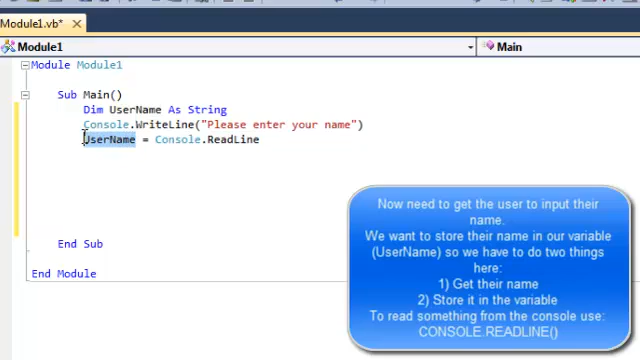 Module1.vb*
Module1 Main
Module Module1
Sub Main()
Dim UserName As String
Console.WriteLine("Please enter your name")
UserName = Console.ReadLine
End Sub
End Module
Now need to get the user to input their
name.
We want to store their name in our variable
(UserName) so we have to do two things
here:
1) Get their name
2) Store it in the variable
To read something from the console use:
CONSOLE.READLINE()